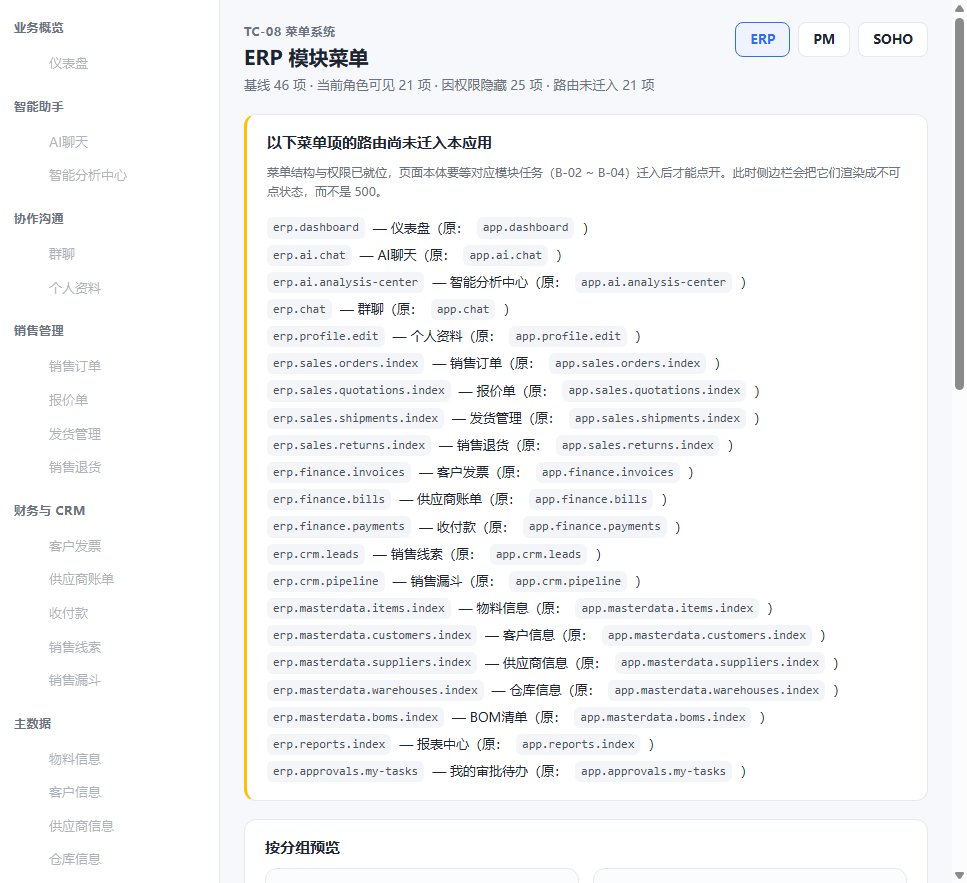 业务概览
仪表盘
智能助手
AI聊天
智能分析中心
协作沟通
群聊
个人资料
销售管理
销售订单
报价单
发货管理
销售退货
财务与 CRM
客户发票
供应商账单
收付款
销售线索
销售漏斗
主数据
物料信息
客户信息
供应商信息
仓库信息
TC-08 菜单系统
ERP 模块菜单
基线 46 项 · 当前角色可见 21 项 · 因权限隐藏 25 项 · 路由未迁入 21 项
ERP PM SOHO
以下菜单项的路由尚未迁入本应用
菜单结构与权限已就位，页面本体要等对应模块任务（B-02 ~ B-04）迁入后才能点开。此时侧边栏会把它们渲染成不可
点状态，而不是 500。
erp.dashboard — 仪表盘（原： app.dashboard ）
erp.ai.chat — AI聊天（原： app.ai.chat ）
erp.ai.analysis-center — 智能分析中心（原： app.ai.analysis-center ）
erp.chat — 群聊（原： app.chat ）
erp.profile.edit — 个人资料（原： app.profile.edit ）
erp.sales.orders.index — 销售订单（原： app.sales.orders.index ）
erp.sales.quotations.index — 报价单（原： app.sales.quotations.index ）
erp.sales.shipments.index — 发货管理（原： app.sales.shipments.index ）
erp.sales.returns.index — 销售退货（原： app.sales.returns.index ）
erp.finance.invoices — 客户发票（原： app.finance.invoices ）
erp.finance.bills — 供应商账单（原： app.finance.bills ）
erp.finance.payments — 收付款（原： app.finance.payments ）
erp.crm.leads — 销售线索（原： app.crm.leads ）
erp.crm.pipeline — 销售漏斗（原： app.crm.pipeline ）
erp.masterdata.items.index — 物料信息（原： app.masterdata.items.index ）
erp.masterdata.customers.index — 客户信息（原： app.masterdata.customers.index ）
erp.masterdata.suppliers.index — 供应商信息（原： app.masterdata.suppliers.index ）
erp.masterdata.warehouses.index — 仓库信息（原： app.masterdata.warehouses.index ）
erp.masterdata.boms.index — BOM清单（原： app.masterdata.boms.index ）
erp.reports.index — 报表中心（原： app.reports.index ）
erp.approvals.my-tasks — 我的审批待办（原： app.approvals.my-tasks ）
按分组预览